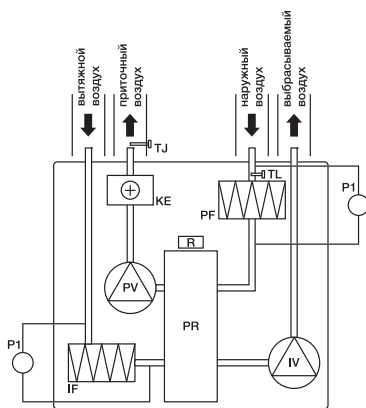 вытяжной
воздух
приточный
воздух
наружный
воздух
выбрасываемый
воздух
TJ
TL
KE
PF
P1
R
PV
PR
P1
IF
IV